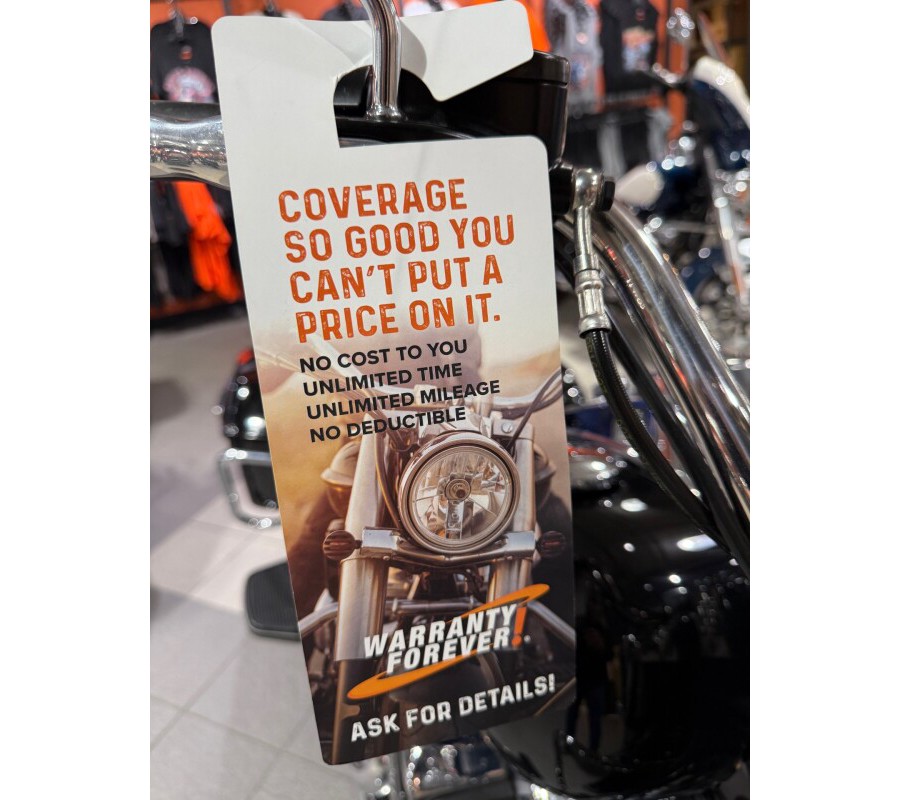 COVERAGE
SO GOOD YOU
CAN'T PUT A
PRICE ON IT.
NO COST TO YOU
UNLIMITED TIME
UNLIMITED MILEAGE
NO DEDUCTIBLE
WARRANTY
FOREVER!
ASK FOR DETAILS!